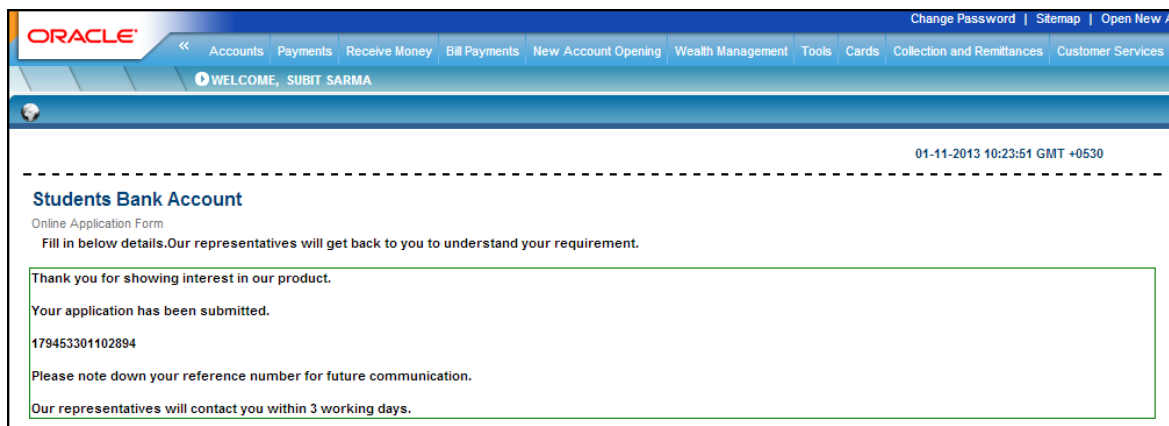 Change Password | Sitemap | Open New
ORACLE
« Accounts Payments Receive Money Bill Payments New Account Opening Wealth Management Tools Cards Collection and Remittances Customer Services
WELCOME, SUBIT SARMA
01-11-2013 10:23:51 GMT +0530
Students Bank Account
Online Application Form
Fill in below details.Our representatives will get back to you to understand your requirement.
Thank you for showing interest in our product.
Your application has been submitted.
179453301102894
Please note down your reference number for future communication.
Our representatives will contact you within 3 working days.